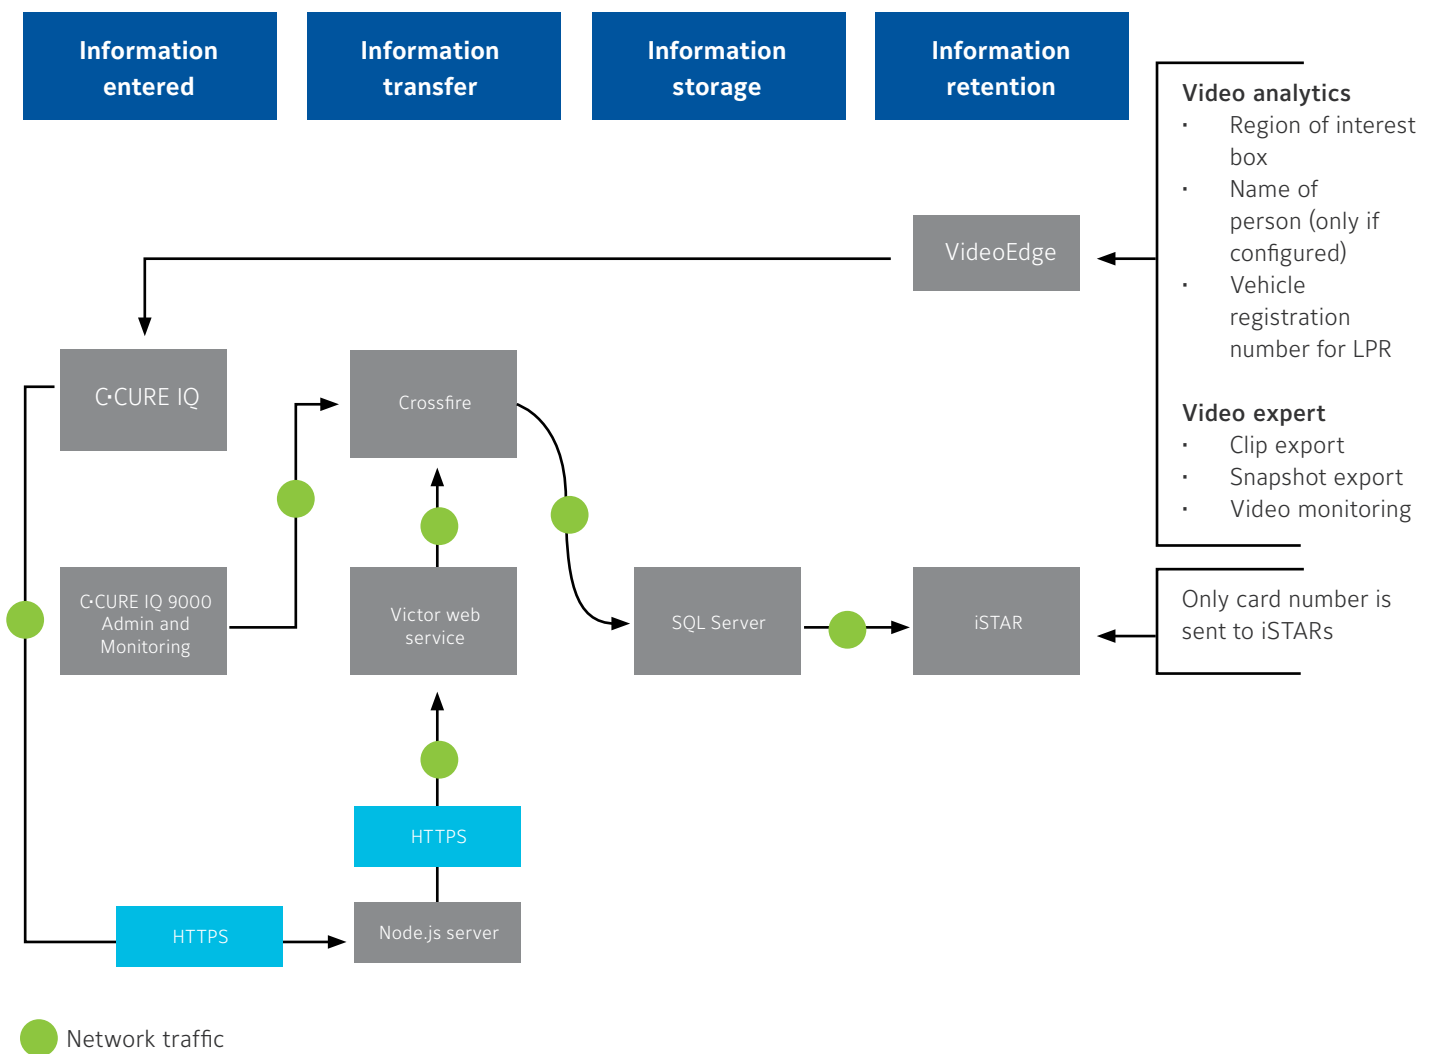 Information
entered
Information
transfer
Information
storage
Information
retention
Video analytics
· Region of interest
box
· Name of
person (only if
configured)
· Vehicle
registration
number for LPR
Video expert
· Clip export
· Snapshot export
· Video monitoring
VideoEdge
C·CURE IQ
Crossfire
C·CURE IQ 9000
Admin and
Monitoring
Victor web
service
SQL Server
iSTAR
Only card number is
sent to iSTARs
HTTPS
HTTPS
Node.js server
Network traffic